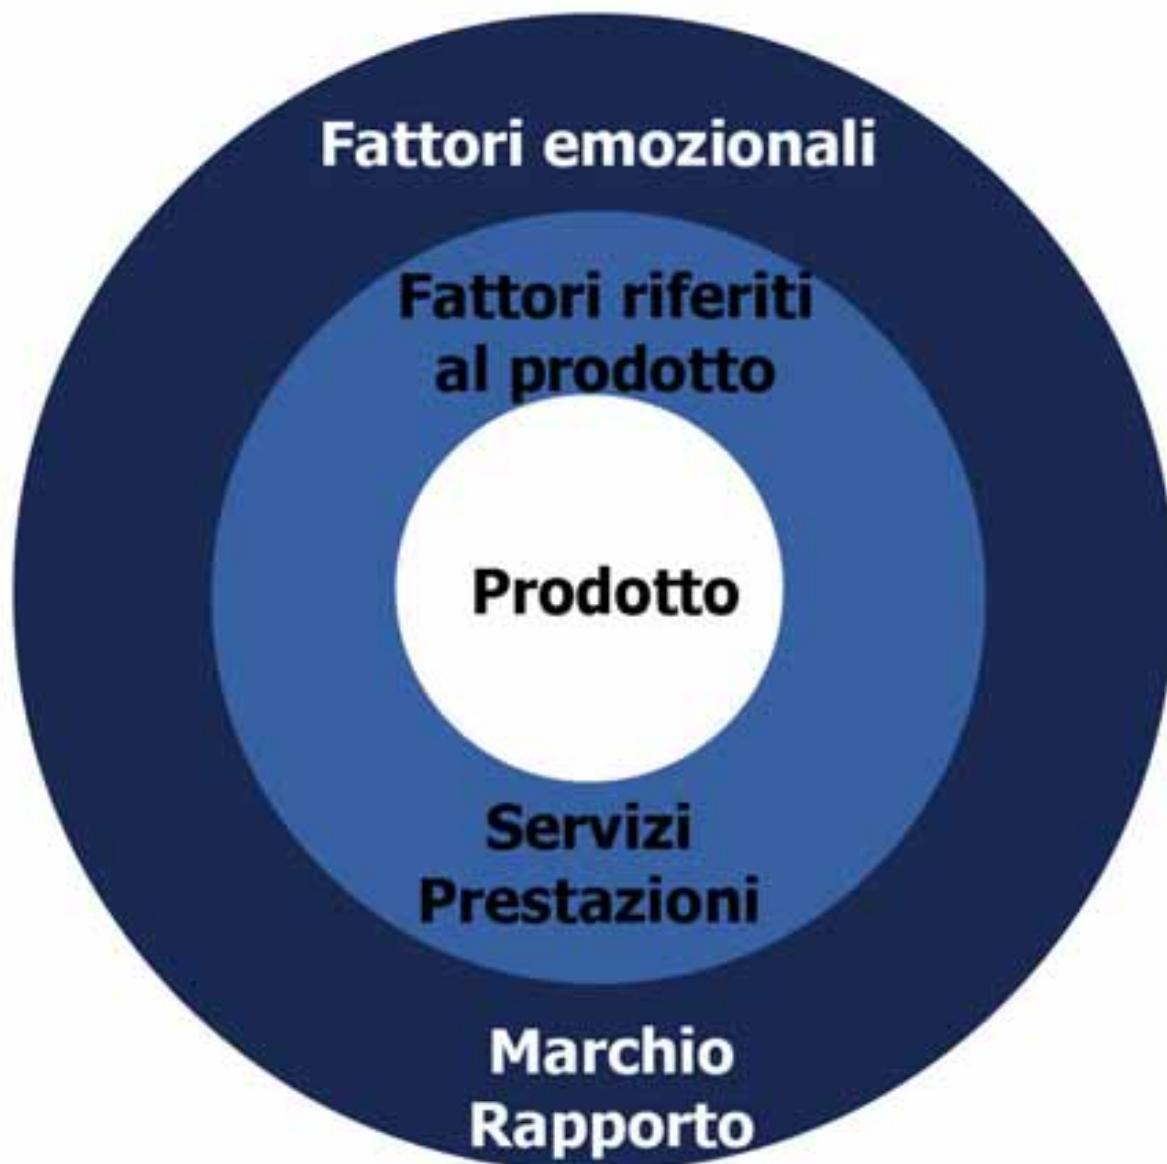 Fattori emozionali
Fattori riferiti
al prodotto
Prodotto
Servizi
Prestazioni
Marchio
Rapporto